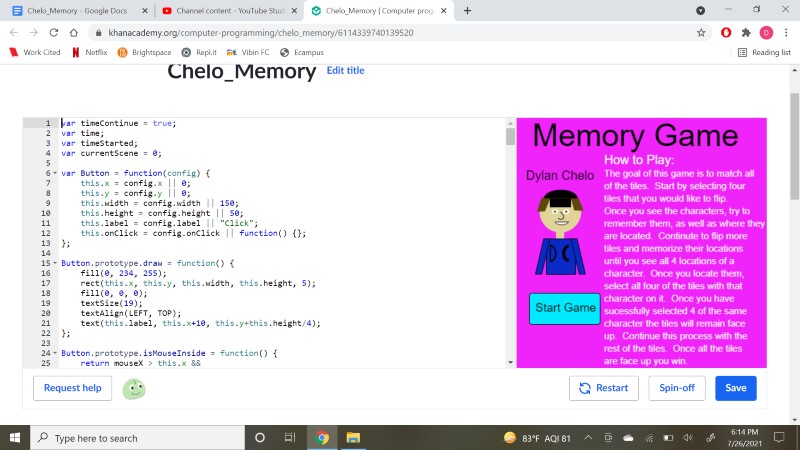 Chelo_Memory - Google Docs
Channel content - YouTube Studi
Chelo_Memory | Computer prog
khanacademy.org/computer-programming/chelo_memory/6114339740139520
Work Cited
Netflix
Brightspace
Repl.it
Vibin FC
Ecampus
Reading list
Chelo_Memory Edit title
1 var timeContinue = true;
2 var time;
3 var timeStarted;
4 var currentScene = 0;
5
6 var Button = function(config) {
7 this.x = config.x || 0;
8 this.y = config.y || 0;
9 this.width = config.width || 150;
10 this.height = config.height || 50;
11 this.label = config.label || "Click";
12 this.onClick = config.onClick || function() {};
13 };
14
15 Button.prototype.draw = function() {
16 fill(0, 234, 255);
17 rect(this.x, this.y, this.width, this.height, 5);
18 fill(0, 0, 0);
19 textSize(19);
20 textAlign(LEFT, TOP);
21 text(this.label, this.x+10, this.y+this.height/4);
22 };
23
24 Button.prototype.isMouseInside = function() {
25 return mouseX > this.x &&
Memory Game
Dylan Chelo
DC
Start Game
How to Play:
The goal of this game is to match all
of the tiles. Start by selecting four
tiles that you would like to flip.
Once you see the characters, try to
remember them, as well as where they
are located. Continute to flip more
tiles and memorize their locations
until you see all 4 locations of a
character. Once you locate them,
select all four of the tiles with that
character on it. Once you have
sucessfully selected 4 of the same
character the tiles will remain face
up. Continue this process with the
rest of the tiles. Once all the tiles
are face up you win.
Request help
Restart
Spin-off
Save
Type here to search
83°F AQI 81
6:14 PM
7/26/2021